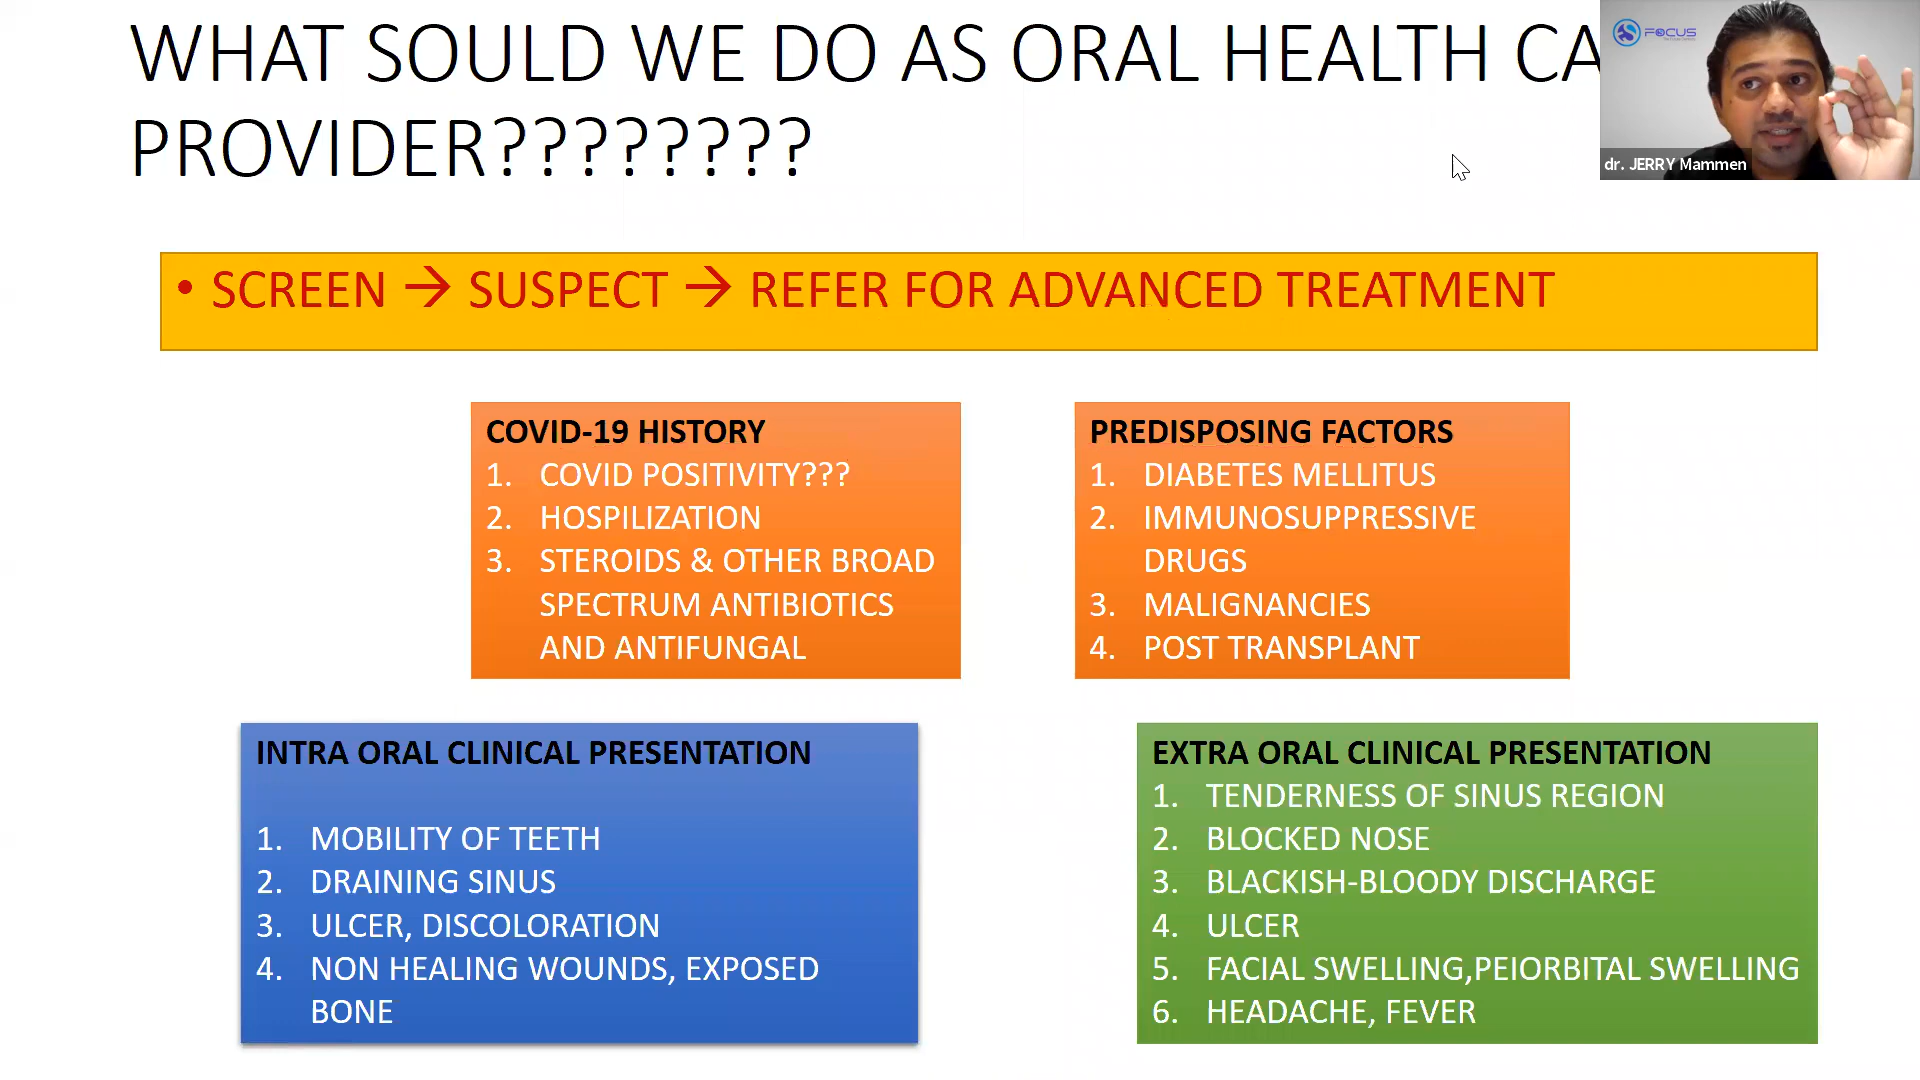 WHAT SOULD WE DO AS ORAL HEALTH CA
PROVIDER????????
FOCUS
dr. JERRY Mammen
• SCREEN → SUSPECT → REFER FOR ADVANCED TREATMENT
COVID-19 HISTORY
1. COVID POSITIVITY???
2. HOSPILIZATION
3. STEROIDS & OTHER BROAD
SPECTRUM ANTIBIOTICS
AND ANTIFUNGAL
PREDISPOSING FACTORS
1. DIABETES MELLITUS
2. IMMUNOSUPPRESSIVE
DRUGS
3. MALIGNANCIES
4. POST TRANSPLANT
INTRA ORAL CLINICAL PRESENTATION
1. MOBILITY OF TEETH
2. DRAINING SINUS
3. ULCER, DISCOLORATION
4. NON HEALING WOUNDS, EXPOSED
BONE
EXTRA ORAL CLINICAL PRESENTATION
1. TENDERNESS OF SINUS REGION
2. BLOCKED NOSE
3. BLACKISH-BLOODY DISCHARGE
4. ULCER
5. FACIAL SWELLING,PEIORBITAL SWELLING
6. HEADACHE, FEVER